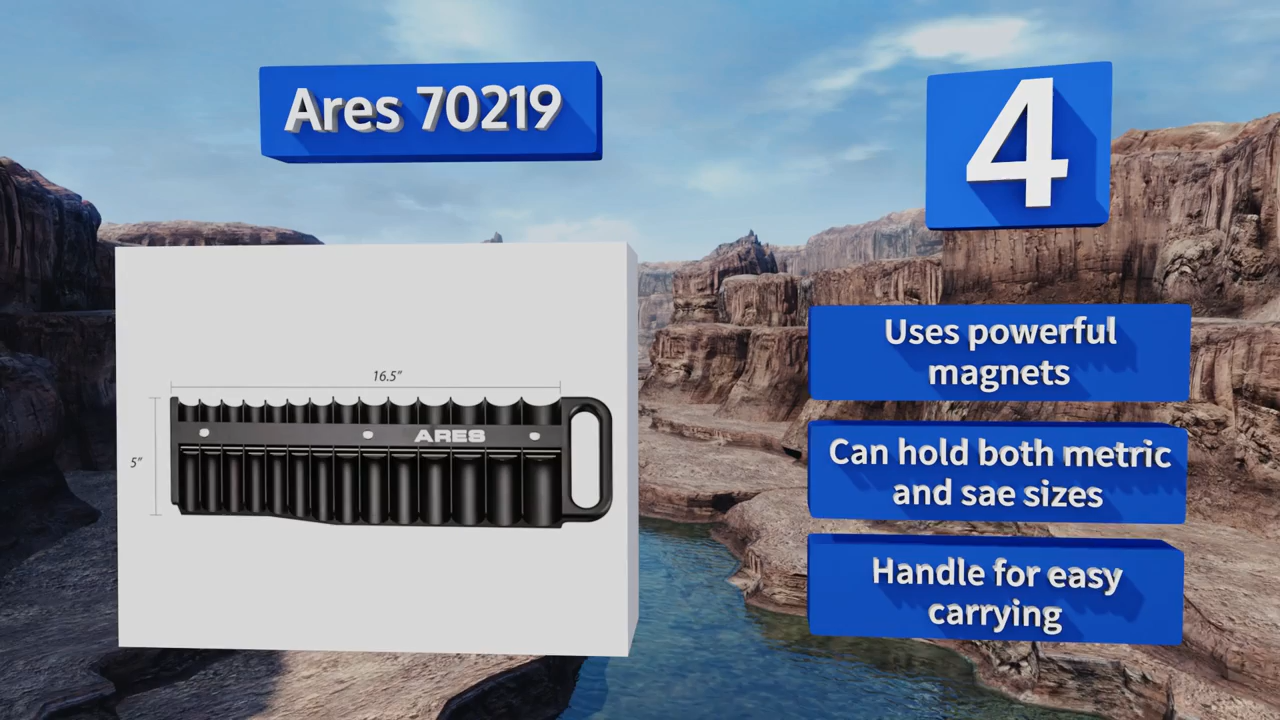 Ares 70219
4
16.5"
5"
ARES
Uses powerful
magnets
Can hold both metric
and sae sizes
Handle for easy
carrying